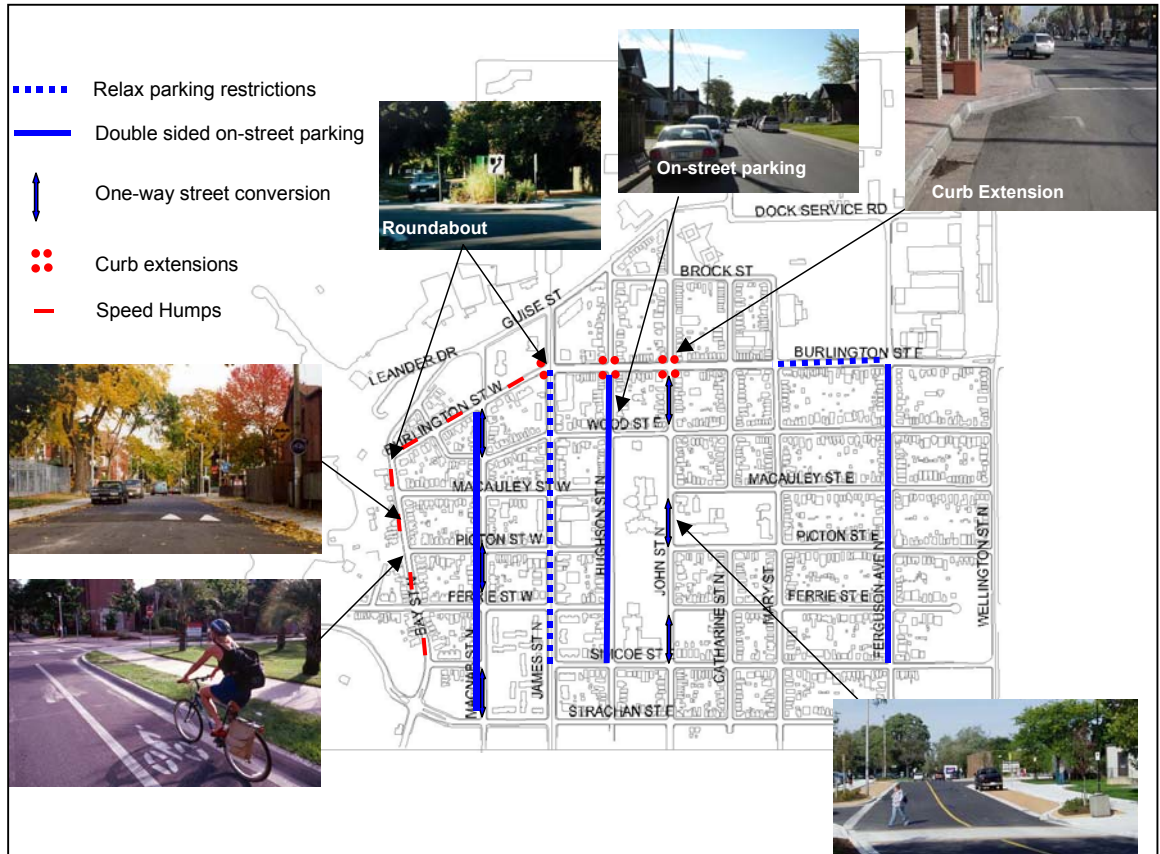 Relax parking restrictions
Double sided on-street parking
One-way street conversion
Curb extensions
Speed Humps
Roundabout
On-street parking
Curb Extension
DOCK SERVICE RD
BROCK ST
GUISE ST
LEANDER DR
BURLINGTON ST E
BURLINGTON ST W
WOOD ST E
MACAULEY ST W
MACAULEY ST E
PICTON ST W
PICTON ST E
FERRIE ST W
FERRIE ST E
SIMCOE ST
STRACHAN ST E
BAY ST N
MACNAB ST N
JAMES ST N
HUGHSON ST N
JOHN ST N
CATHARINE ST N
MARY ST.
FERGUSON AVE N
WELLINGTON ST N